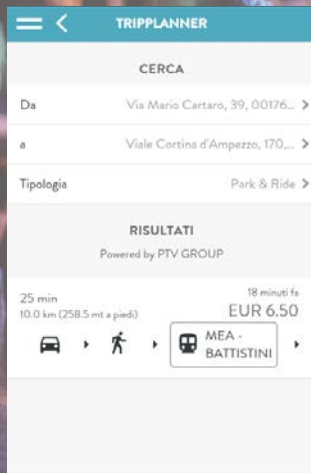 TRIPPLANNER
CERCA
Da Via Mario Cartaro, 39, 00176...
a Viale Cortina d'Ampezzo, 170,...
Tipologia Park & Ride
RISULTATI
Powered by PTV GROUP
18 minuti fa
25 min
EUR 6.50
10.0 km (258.5 mt a piedi)
MEA -
BATTISTINI